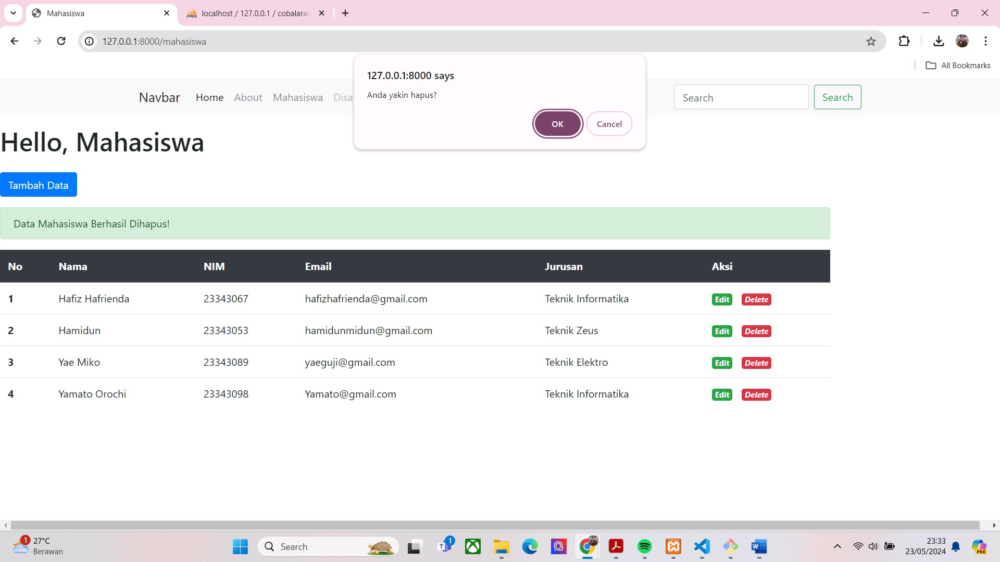 Mahasiswa
localhost / 127.0.0.1 / cobalarav
127.0.0.1:8000/mahasiswa
All Bookmarks
127.0.0.1:8000 says
Anda yakin hapus?
OK
Cancel
Navbar
Home
About
Mahasiswa
Disa
Search
Search
Hello, Mahasiswa
Tambah Data
Data Mahasiswa Berhasil Dihapus!
No Nama NIM Email Jurusan Aksi
1 Hafiz Hafrienda 23343067 hafizhafrienda@gmail.com Teknik Informatika Edit Delete
2 Hamidun 23343053 hamidunmidun@gmail.com Teknik Zeus Edit Delete
3 Yae Miko 23343089 yaeguji@gmail.com Teknik Elektro Edit Delete
4 Yamato Orochi 23343098 Yamato@gmail.com Teknik Informatika Edit Delete
1
27°C
Berawan
Search
1
23:33
23/05/2024
PRE